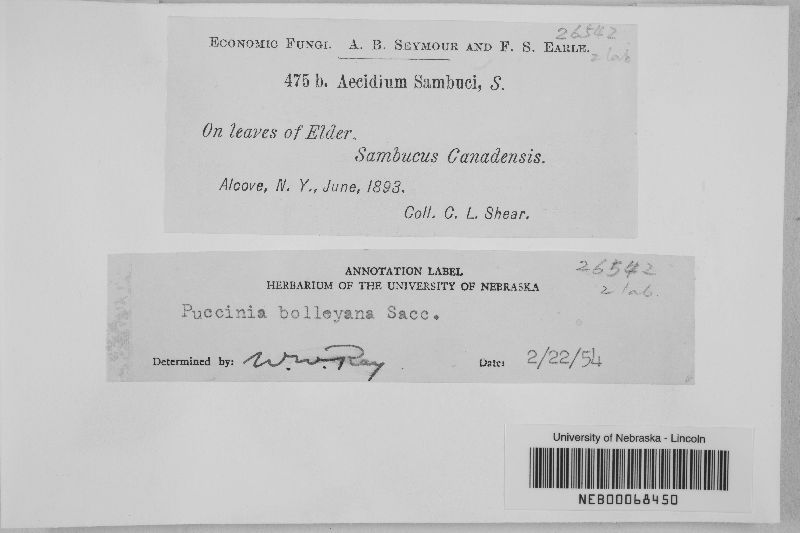 26542
ECONOMIC FUNGI. A. B. SEYMOUR AND F. S. EARLE.
2 lab
475 b. Aecidium Sambuci, S.
On leaves of Elder.
Sambucus Canadensis.
Alcove, N. Y., June, 1893.
Coll. C. L. Shear.
ANNOTATION LABEL
26542
HERBARIUM OF THE UNIVERSITY OF NEBRASKA
2 lab.
Puccinia bolleyana Sacc.
Determined by: W. W. Ray Date: 2/22/54
University of Nebraska - Lincoln
NEB00068450